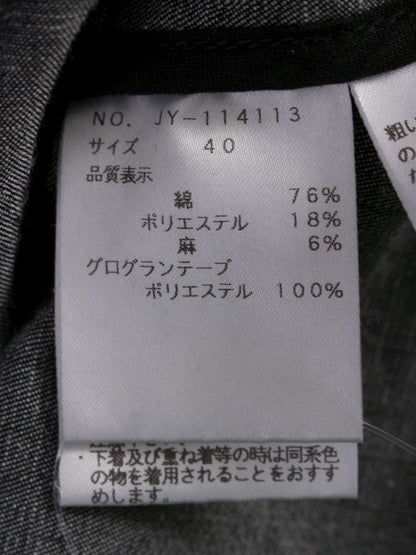 NO. JY-114113
サイズ 40
品質表示
綿 76%
ポリエステル 18%
麻 6%
グログランテープ
ポリエステル 100%
・下着及び重ね着等の時は同系色
の物を着用されることをおすす
めします。
粗い
の